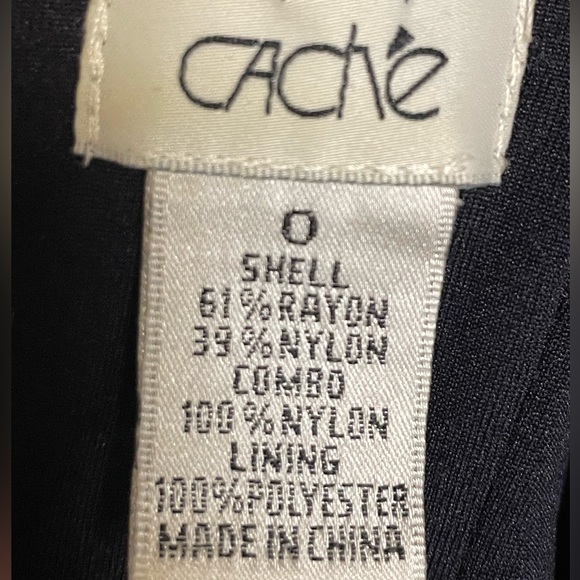 CAché
0
SHELL
61%RAYON
39%NYLON
COMBO
100%NYLON
LINING
100%POLYESTER
MADE IN CHINA